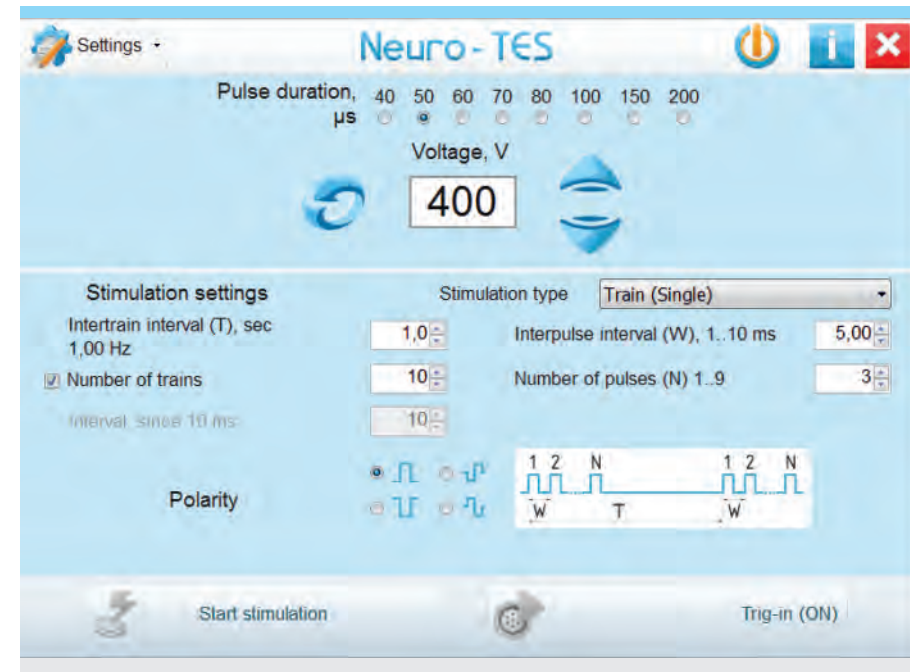 Settings
Neuro-TES
i
Pulse duration, 40 50 60 70 80 100 150 200
µs
Voltage, V
400
Stimulation settings
Stimulation type Train (Single)
Intertrain interval (T), sec 1,0
1,00 Hz
Interpulse interval (W), 1..10 ms 5,00
Number of trains 10
Number of pulses (N) 1..9 3
Interval, since 10 ms 10
Polarity
1 2 N 1 2 N
W T W
Start stimulation
Trig-in (ON)